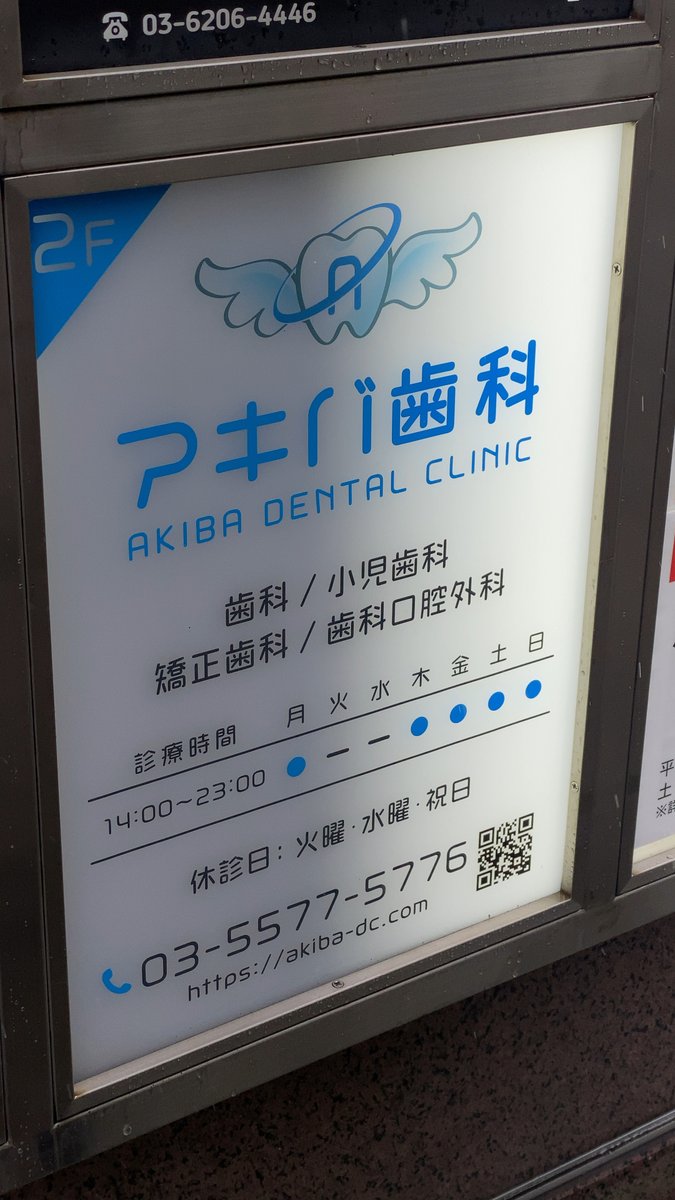 ☎ 03-6206-4446
2F
アキバ歯科
AKIBA DENTAL CLINIC
歯科 / 小児歯科
矯正歯科 / 歯科口腔外科
診療時間 月 火 水 木 金 土 日
14:00~23:00 ● − − ● ● ● ●
休診日: 火曜・水曜・祝日
03-5577-5776
https://akiba-dc.com
平
土